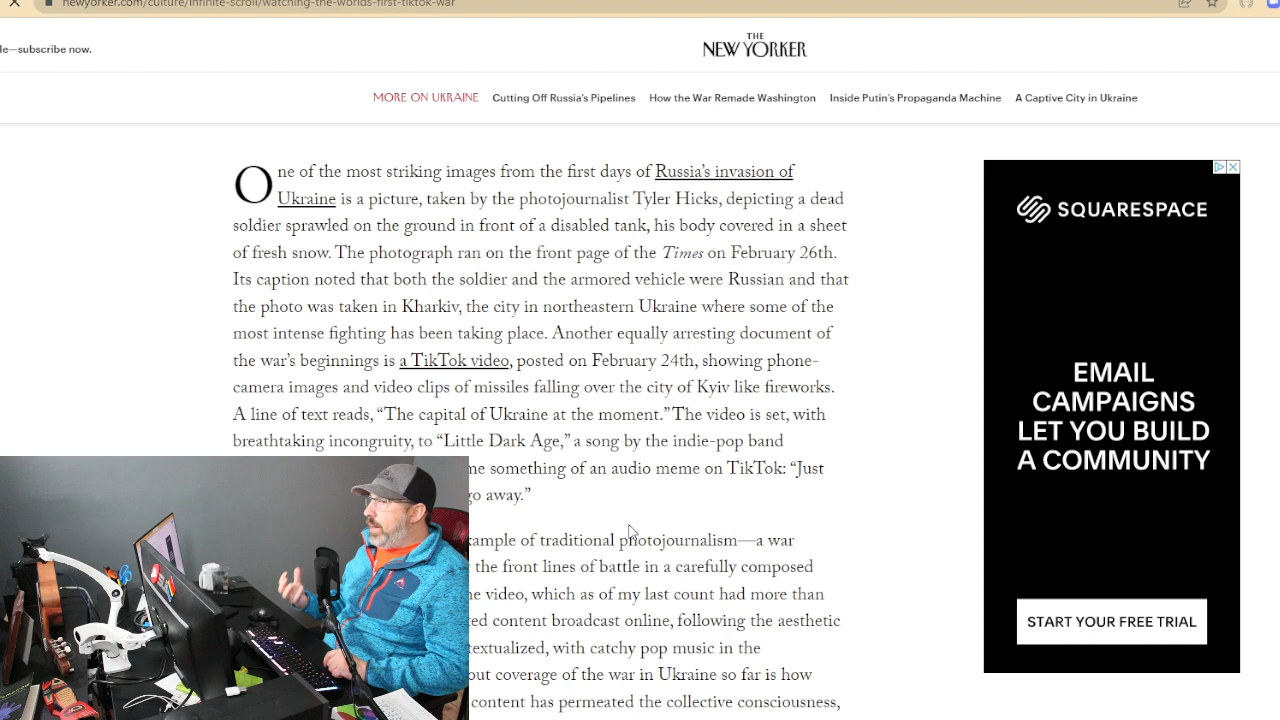 newyorker.com/culture/infinite-scroll/watching-the-worlds-first-tiktok-war
le—subscribe now.
THE
NEW YORKER
MORE ON UKRAINE Cutting Off Russia's Pipelines How the War Remade Washington Inside Putin's Propaganda Machine A Captive City in Ukraine
One of the most striking images from the first days of Russia's invasion of
Ukraine is a picture, taken by the photojournalist Tyler Hicks, depicting a dead
soldier sprawled on the ground in front of a disabled tank, his body covered in a sheet
of fresh snow. The photograph ran on the front page of the Times on February 26th.
Its caption noted that both the soldier and the armored vehicle were Russian and that
the photo was taken in Kharkiv, the city in northeastern Ukraine where some of the
most intense fighting has been taking place. Another equally arresting document of
the war's beginnings is a TikTok video, posted on February 24th, showing phone-
camera images and video clips of missiles falling over the city of Kyiv like fireworks.
A line of text reads, “The capital of Ukraine at the moment.” The video is set, with
breathtaking incongruity, to “Little Dark Age,” a song by the indie-pop band
me something of an audio meme on TikTok: “Just
go away.”
ample of traditional photojournalism—a war
the front lines of battle in a carefully composed
e video, which as of my last count had more than
ted content broadcast online, following the aesthetic
textualized, with catchy pop music in the
out coverage of the war in Ukraine so far is how
content has permeated the collective consciousness,
SQUARESPACE
EMAIL
CAMPAIGNS
LET YOU BUILD
A COMMUNITY
START YOUR FREE TRIAL